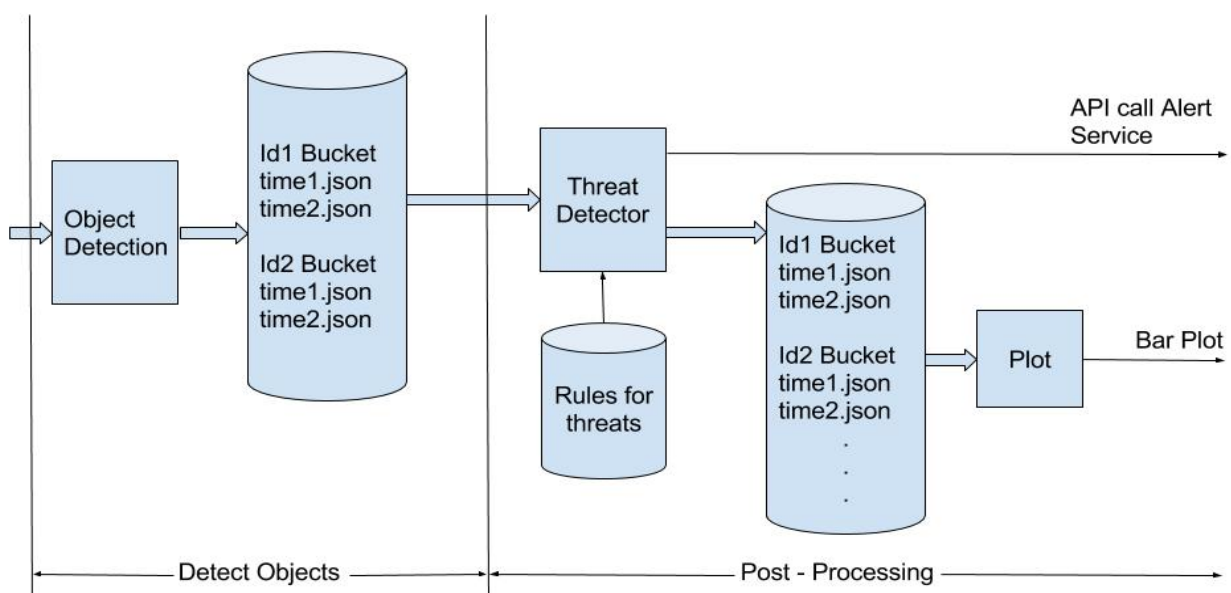 Object
Detection
Id1 Bucket
time1.json
time2.json
Id2 Bucket
time1.json
time2.json
Threat
Detector
Rules for
threats
API call Alert
Service
Id1 Bucket
time1.json
time2.json
Id2 Bucket
time1.json
time2.json
.
.
.
Plot
Bar Plot
Detect Objects
Post - Processing